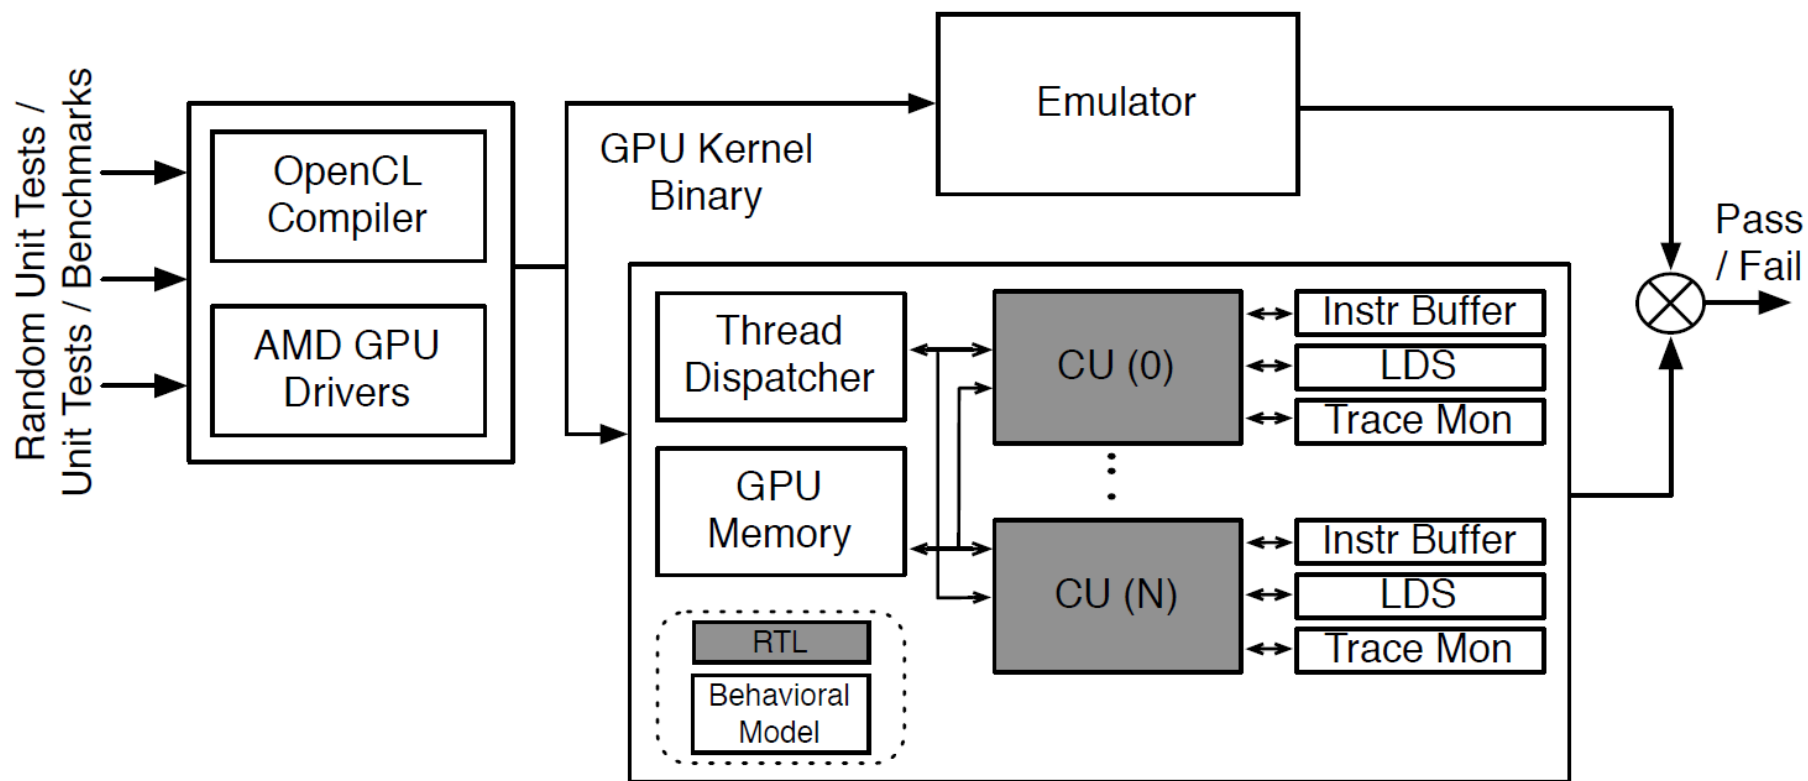 Random Unit Tests /
Unit Tests / Benchmarks
OpenCL
Compiler
AMD GPU
Drivers
GPU Kernel
Binary
Emulator
Pass
/ Fail
Thread
Dispatcher
GPU
Memory
CU (0)
Instr Buffer
LDS
Trace Mon
CU (N)
Instr Buffer
LDS
Trace Mon
RTL
Behavioral
Model